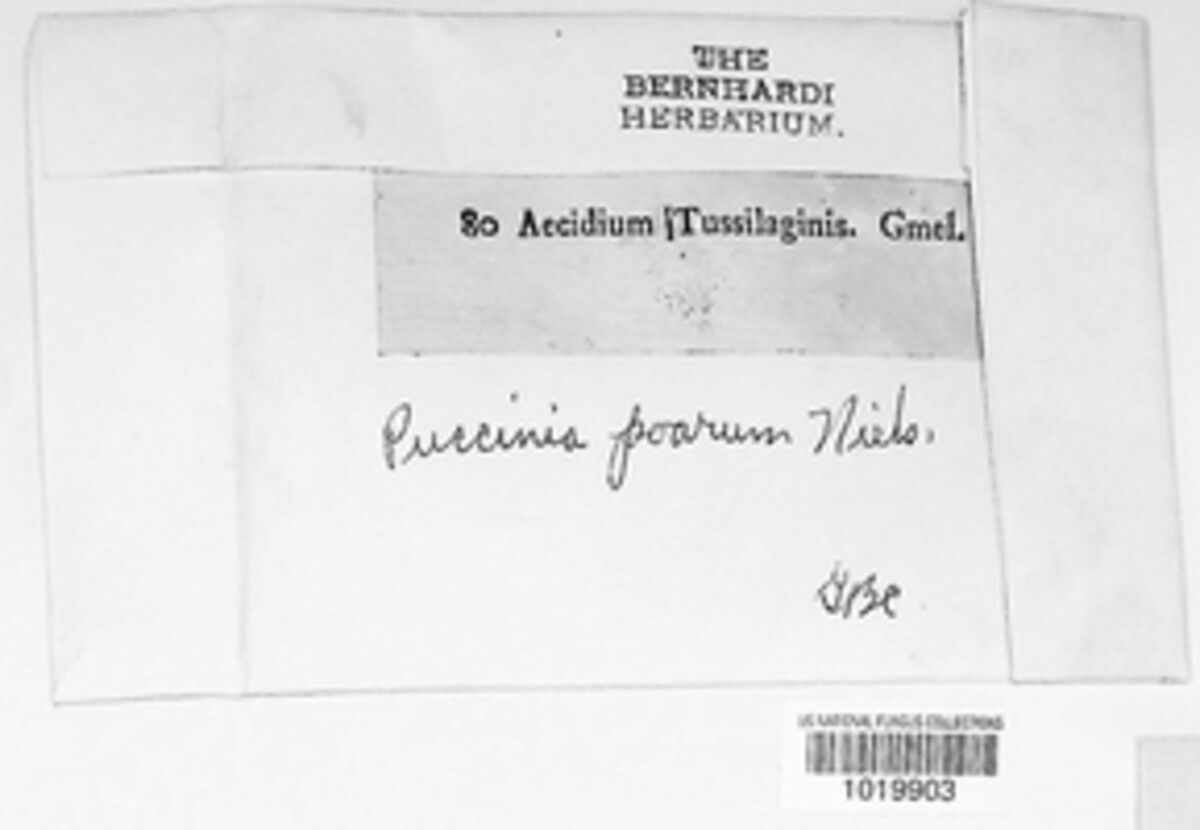 THE
BERNHARDI
HERBARIUM.
80 Aecidium Tussilaginis. Gmel.
Puccinia poarum Niels.
US NATIONAL FUNGUS COLLECTIONS
1019903